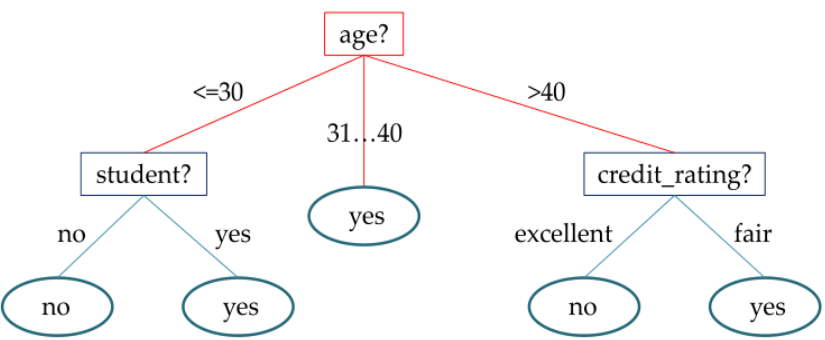 age?
<=30
31...40
>40
student?
credit_rating?
yes
no
yes
excellent
fair
no
yes
no
yes